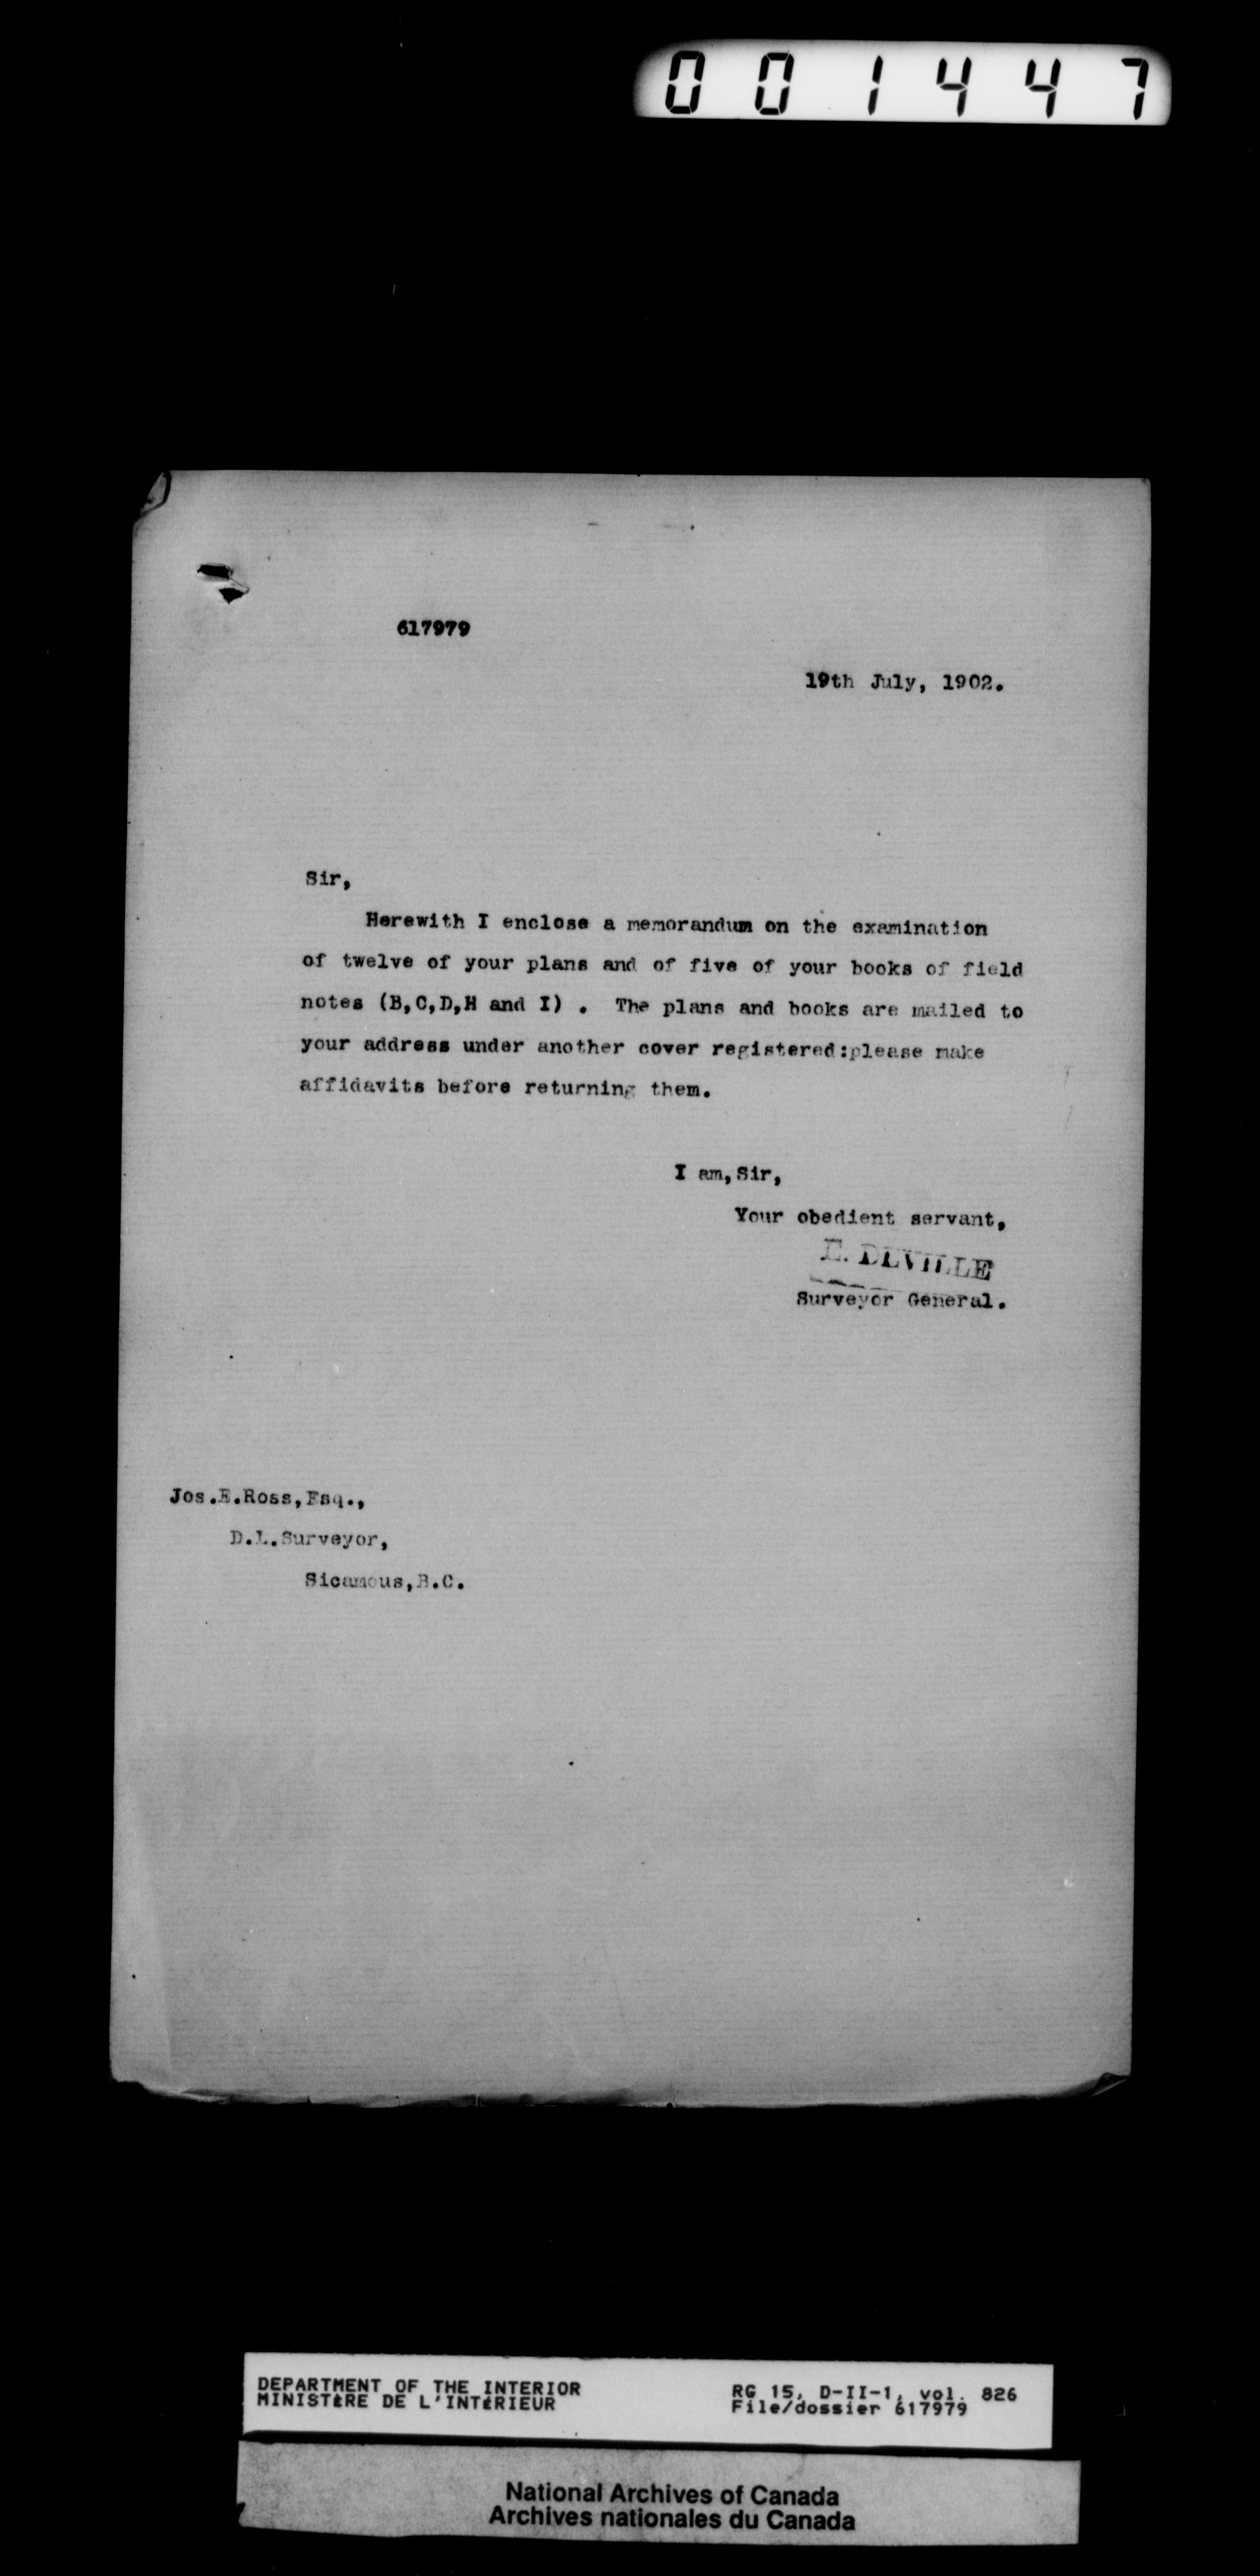 001447
617979
19th July, 1902.
Sir,
Herewith I enclose a memorandum on the examination
of twelve of your plans and of five of your books of field
notes (B,C,D,H and I) . The plans and books are mailed to
your address under another cover registered:please make
affidavits before returning them.
I am,Sir,
Your obedient servant,
E. DEVILLE
Surveyor General.
Jos.E.Ross,Esq.,
D.L.Surveyor,
Sicamous,B.C.
DEPARTMENT OF THE INTERIOR
MINISTÈRE DE L'INTÉRIEUR
RG 15, D-II-1, vol. 826
File/dossier 617979
National Archives of Canada
Archives nationales du Canada